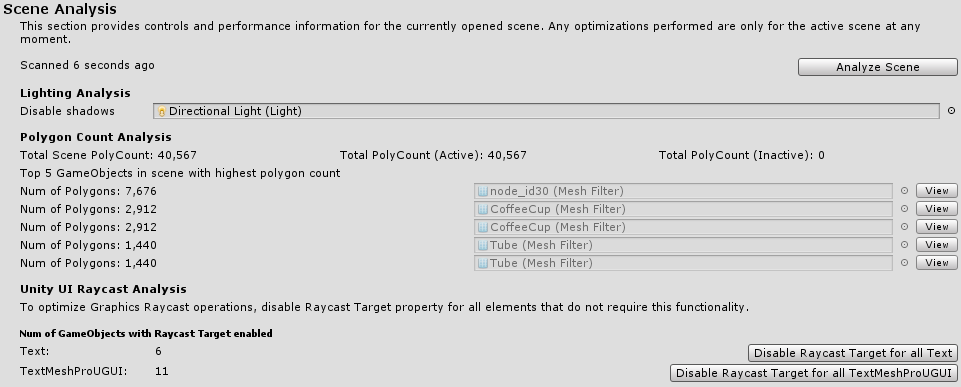 Scene Analysis
This section provides controls and performance information for the currently opened scene. Any optimizations performed are only for the active scene at any
moment.
Scanned 6 seconds ago Analyze Scene
Lighting Analysis
Disable shadows Directional Light (Light)
Polygon Count Analysis
Total Scene PolyCount: 40,567 Total PolyCount (Active): 40,567 Total PolyCount (Inactive): 0
Top 5 GameObjects in scene with highest polygon count
Num of Polygons: 7,676 node_id30 (Mesh Filter) View
Num of Polygons: 2,912 CoffeeCup (Mesh Filter) View
Num of Polygons: 2,912 CoffeeCup (Mesh Filter) View
Num of Polygons: 1,440 Tube (Mesh Filter) View
Num of Polygons: 1,440 Tube (Mesh Filter) View
Unity UI Raycast Analysis
To optimize Graphics Raycast operations, disable Raycast Target property for all elements that do not require this functionality.
Num of GameObjects with Raycast Target enabled
Text: 6 Disable Raycast Target for all Text
TextMeshProUGUI: 11 Disable Raycast Target for all TextMeshProUGUI